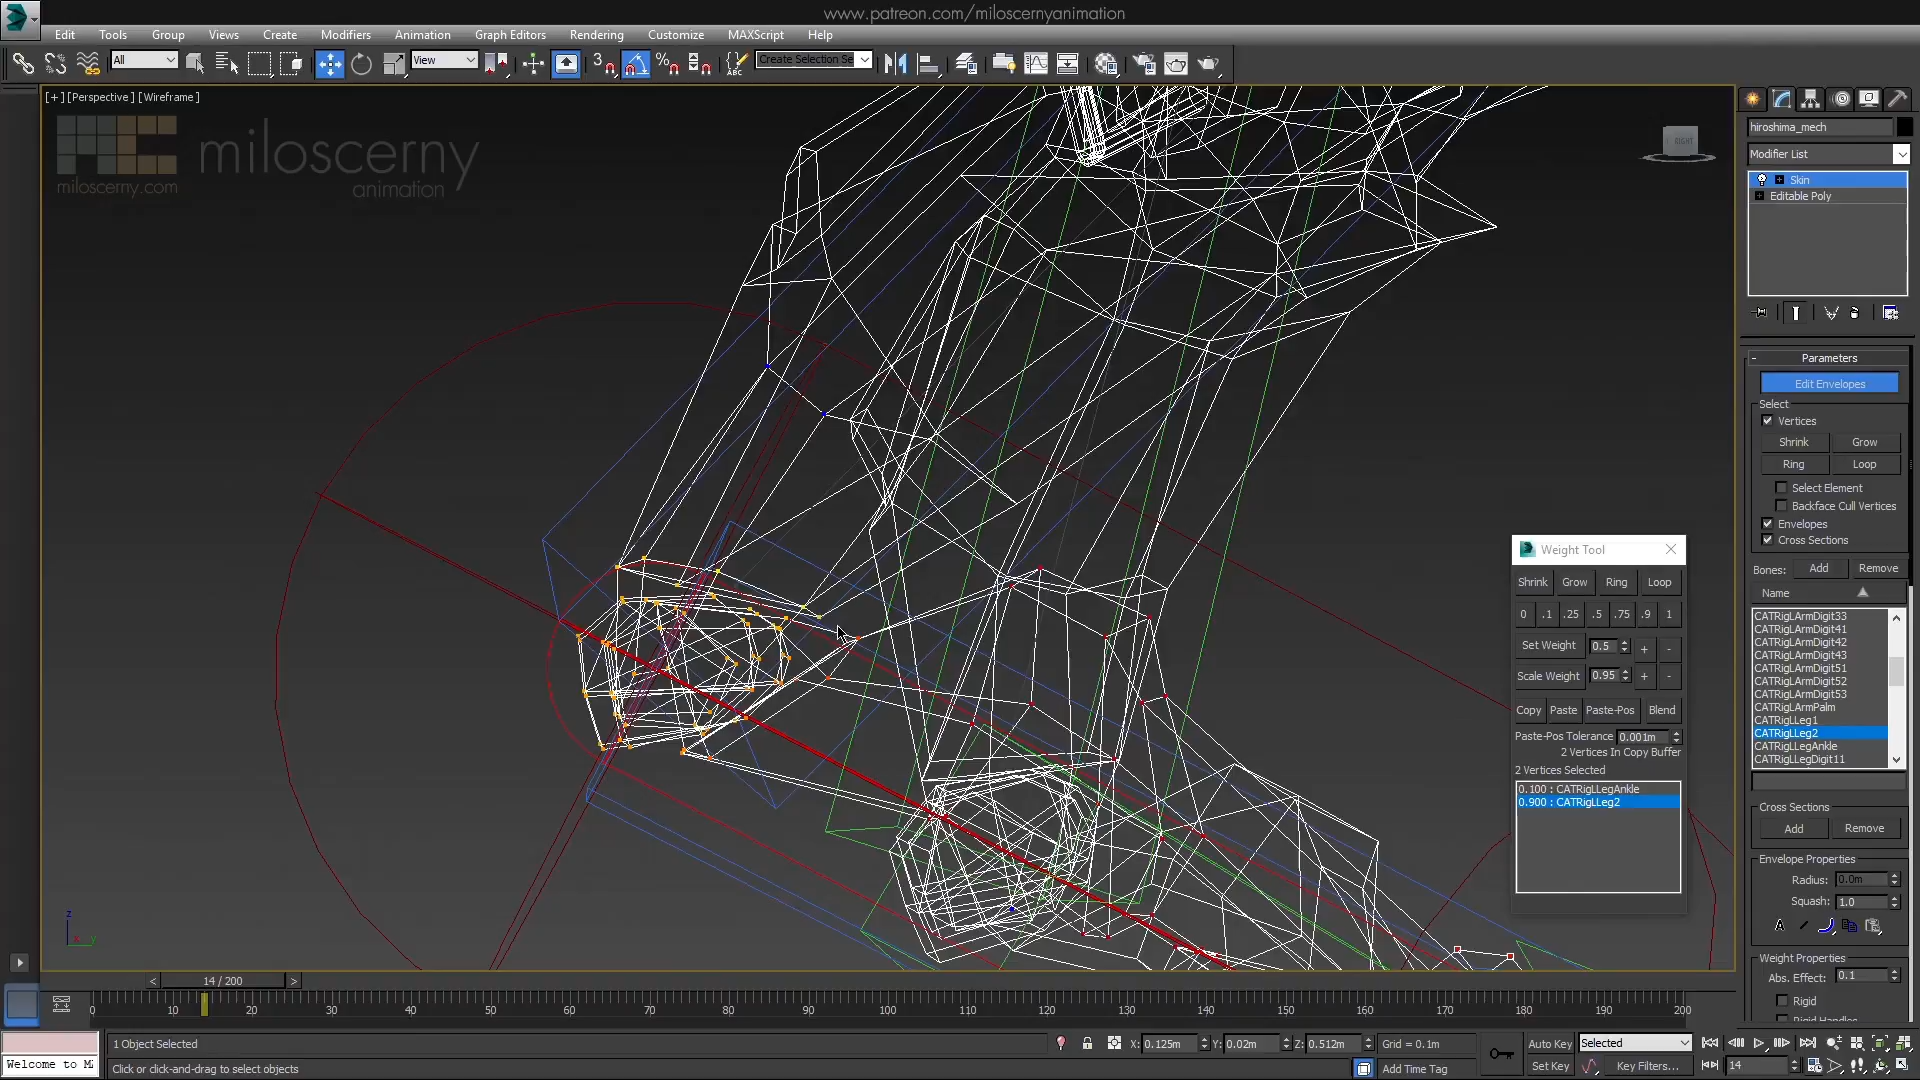 www.patreon.com/miloscernyanimation
Edit Tools Group Views Create Modifiers Animation Graph Editors Rendering Customize MAXScript Help
All View 3 % ABC Create Selection Se
[+] [Perspective] [Wireframe]
miloscerny
animation
miloscerny.com
RIGHT
hiroshima_mech
Modifier List
Skin
Editable Poly
Parameters
Edit Envelopes
Select
Vertices
Shrink Grow
Ring Loop
Select Element
Backface Cull Vertices
Envelopes
Cross Sections
Bones: Add Remove
Name
CATRigLArmDigit33
CATRigLArmDigit41
CATRigLArmDigit42
CATRigLArmDigit43
CATRigLArmDigit51
CATRigLArmDigit52
CATRigLArmDigit53
CATRigLArmPalm
CATRigLLeg1
CATRigLLeg2
CATRigLLegAnkle
CATRigLLegDigit11
Cross Sections
Add Remove
Envelope Properties
Radius: 0.0m
Squash: 1.0
A
Weight Properties
Abs. Effect: 0.1
Rigid
Rigid Handles
Weight Tool
Shrink Grow Ring Loop
0 .1 .25 .5 .75 .9 1
Set Weight 0.5 + -
Scale Weight 0.95 + -
Copy Paste Paste-Pos Blend
Paste-Pos Tolerance 0.001m
2 Vertices In Copy Buffer
2 Vertices Selected
0.100 : CATRigLLegAnkle
0.900 : CATRigLLeg2
z
x y
< 14 / 200 >
0 10 20 30 40 50 60 70 80 90 100 110 120 130 140 150 160 170 180 190 200
1 Object Selected X: 0.125m Y: 0.02m Z: 0.512m Grid = 0.1m Auto Key Selected
Welcome to M Click or click-and-drag to select objects Add Time Tag Set Key Key Filters... 14